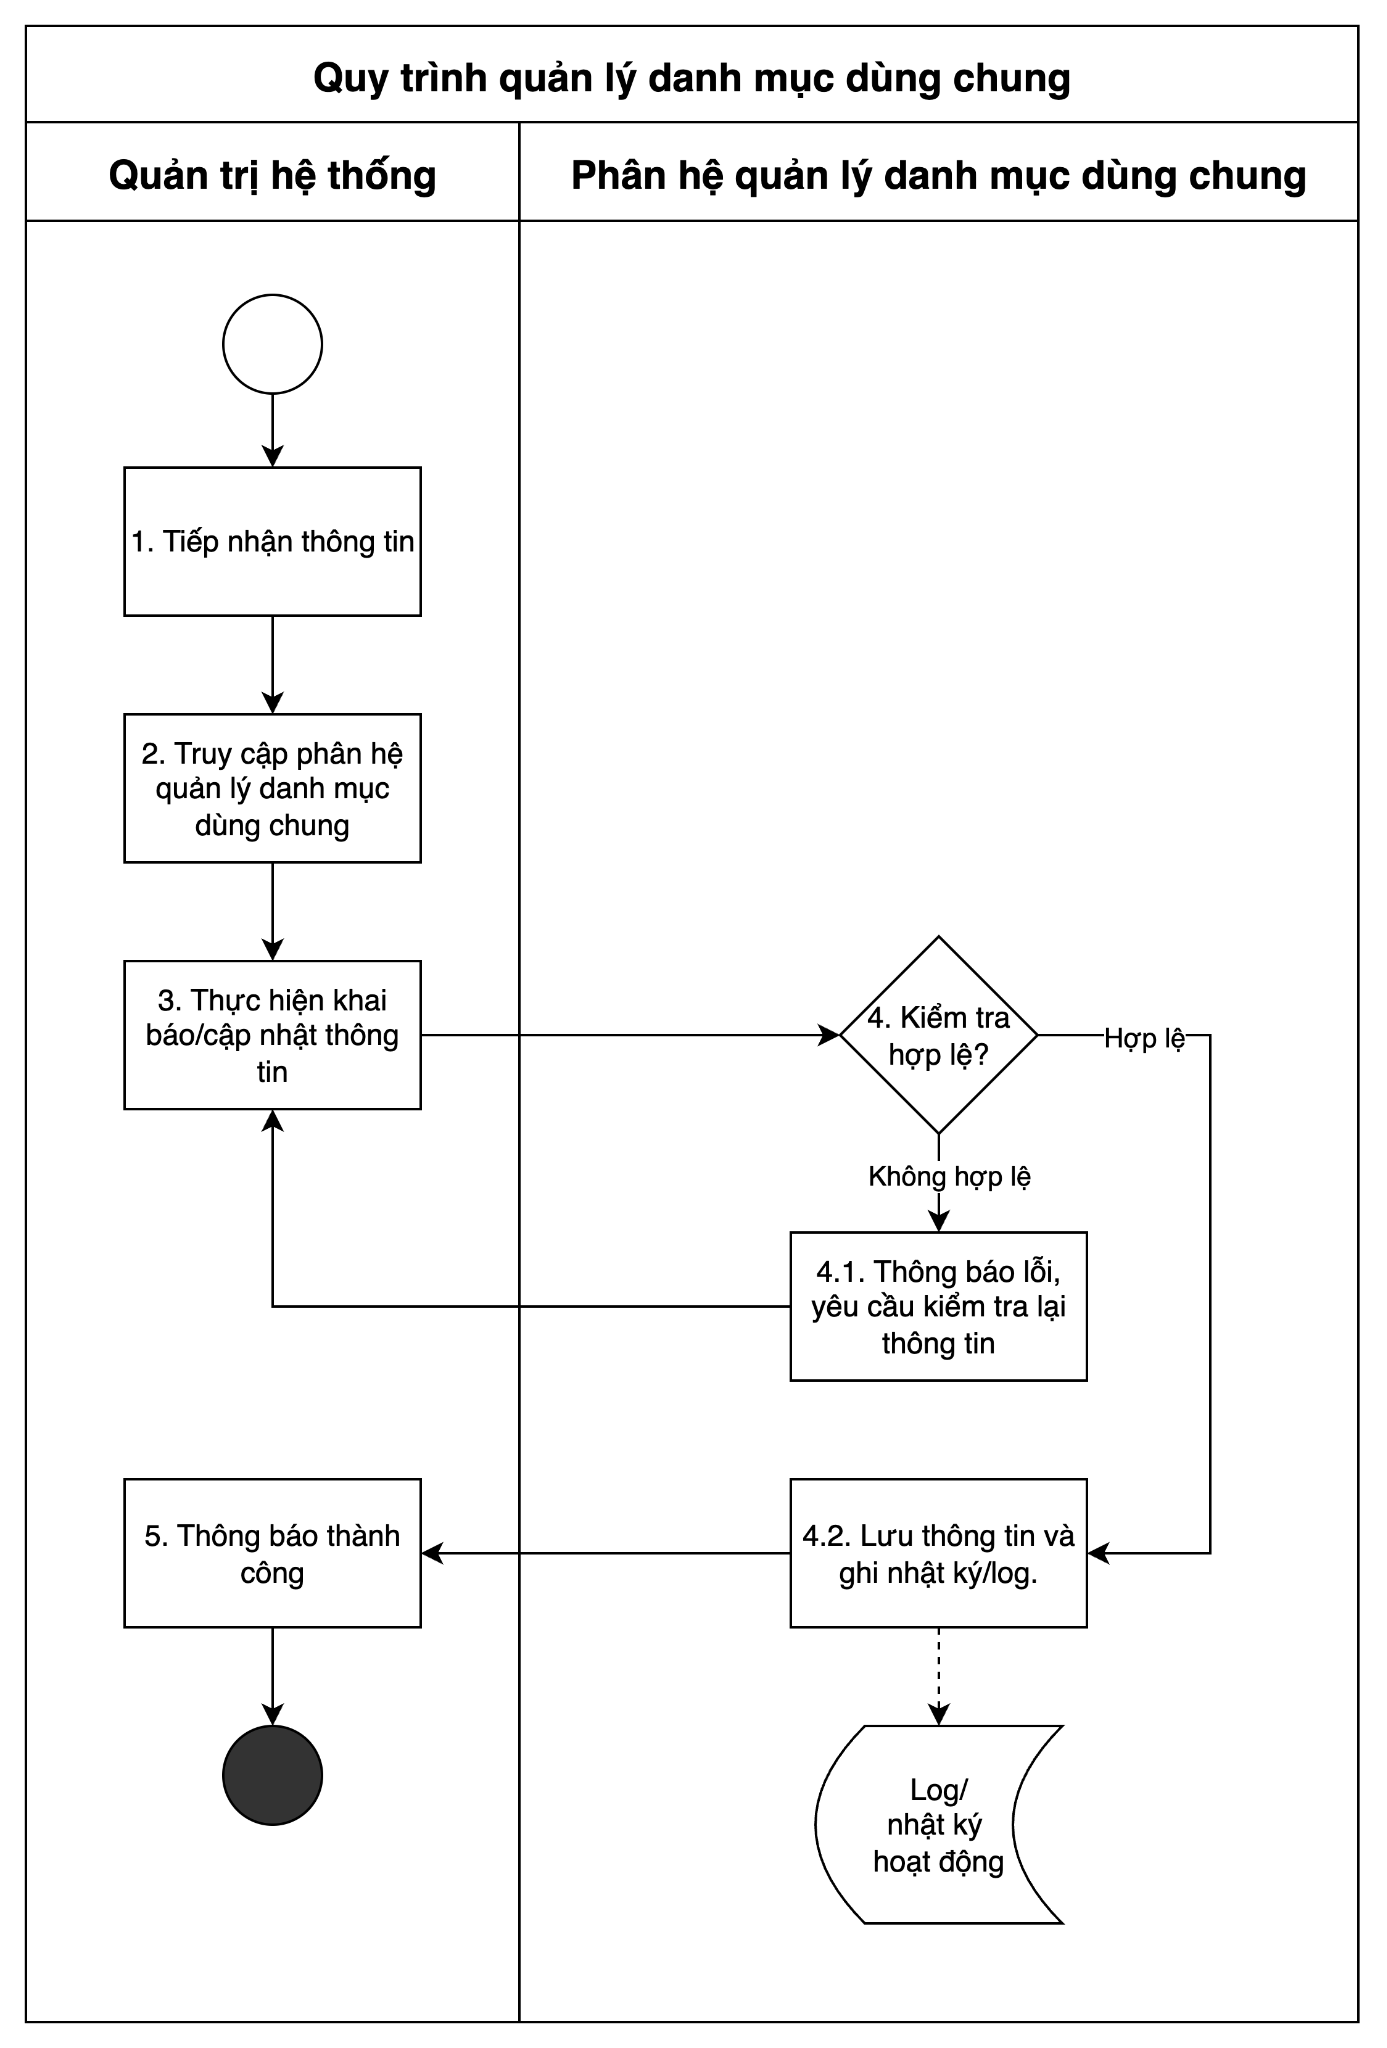 Quy trình quản lý danh mục dùng chung
Quản trị hệ thống
Phân hệ quản lý danh mục dùng chung
1. Tiếp nhận thông tin
2. Truy cập phân hệ
quản lý danh mục
dùng chung
3. Thực hiện khai
báo/cập nhật thông
tin
4. Kiểm tra
hợp lệ?
Hợp lệ
Không hợp lệ
4.1. Thông báo lỗi,
yêu cầu kiểm tra lại
thông tin
5. Thông báo thành
công
4.2. Lưu thông tin và
ghi nhật ký/log.
Log/
nhật ký
hoạt động